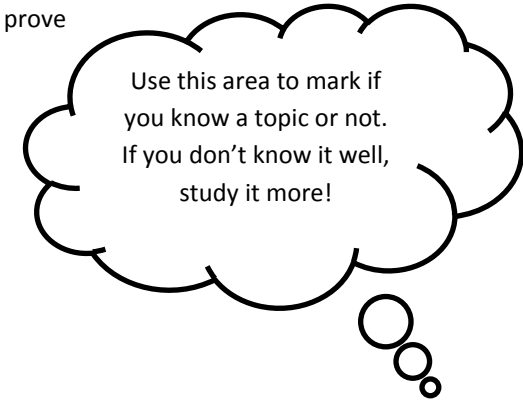 prove
Use this area to mark if
you know a topic or not.
If you don’t know it well,
study it more!